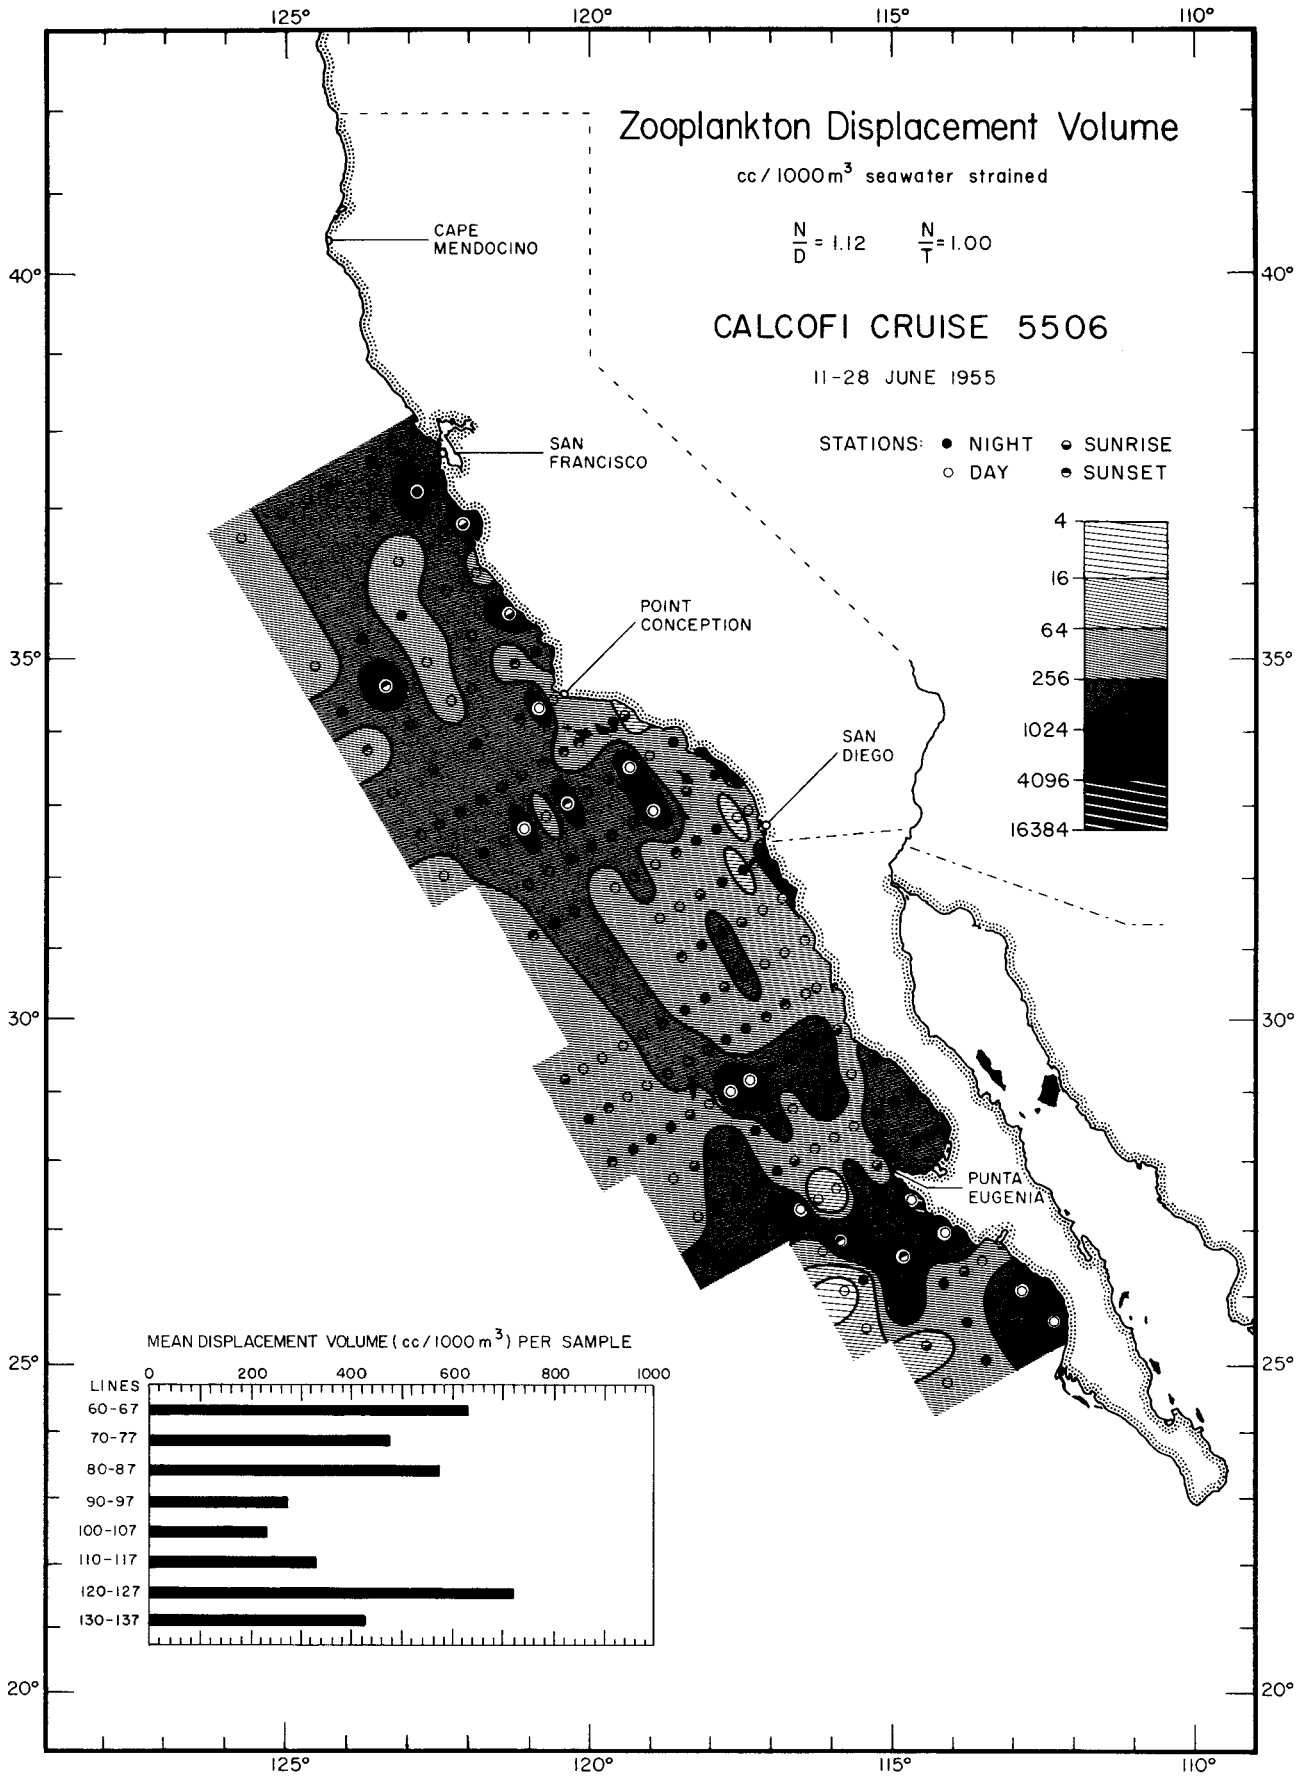 125° 120° 115° 110°
Zooplankton Displacement Volume
cc/1000m³ seawater strained
N/D = 1.12 N/T = 1.00
CAPE
MENDOCINO
40° 40°
CALCOFI CRUISE 5506
11-28 JUNE 1955
STATIONS: ● NIGHT SUNRISE
○ DAY SUNSET
SAN
FRANCISCO
4
16
64
256
1024
4096
16384
POINT
CONCEPTION
35° 35°
SAN
DIEGO
30° 30°
PUNTA
EUGENIA
MEAN DISPLACEMENT VOLUME (cc/1000m³) PER SAMPLE
25° 25°
0 200 400 600 800 1000
LINES
60-67
70-77
80-87
90-97
100-107
110-117
120-127
130-137
20° 20°
125° 120° 115° 110°